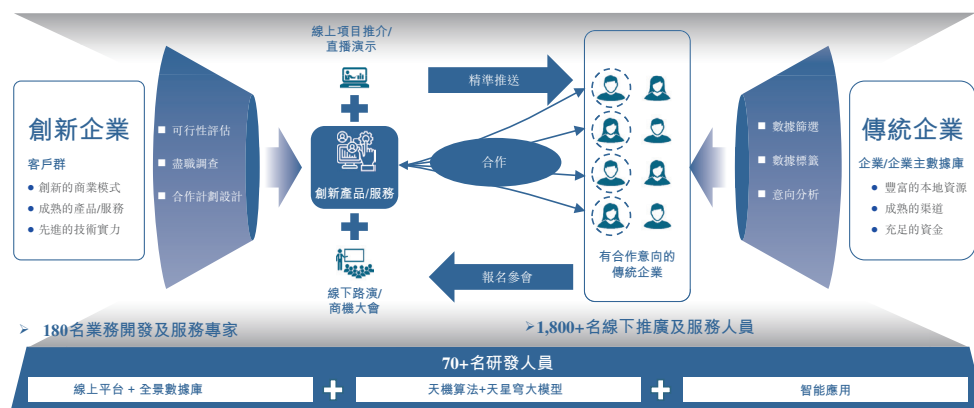 創新企業
客戶群
● 創新的商業模式
● 成熟的產品/服務
● 先進的技術實力
■ 可行性評估
■ 盡職調查
■ 合作計劃設計
線上項目推介/
直播演示
創新產品/服務
線下路演/
商機大會
精準推送
合作
報名參會
有合作意向的
傳統企業
■ 數據篩選
■ 數據標籤
■ 意向分析
傳統企業
企業/企業主數據庫
● 豐富的本地資源
● 成熟的渠道
● 充足的資金
➢ 180名業務開發及服務專家
➢ 1,800+名線下推廣及服務人員
70+名研發人員
線上平台 + 全景數據庫
天機算法+天星穹大模型
智能應用